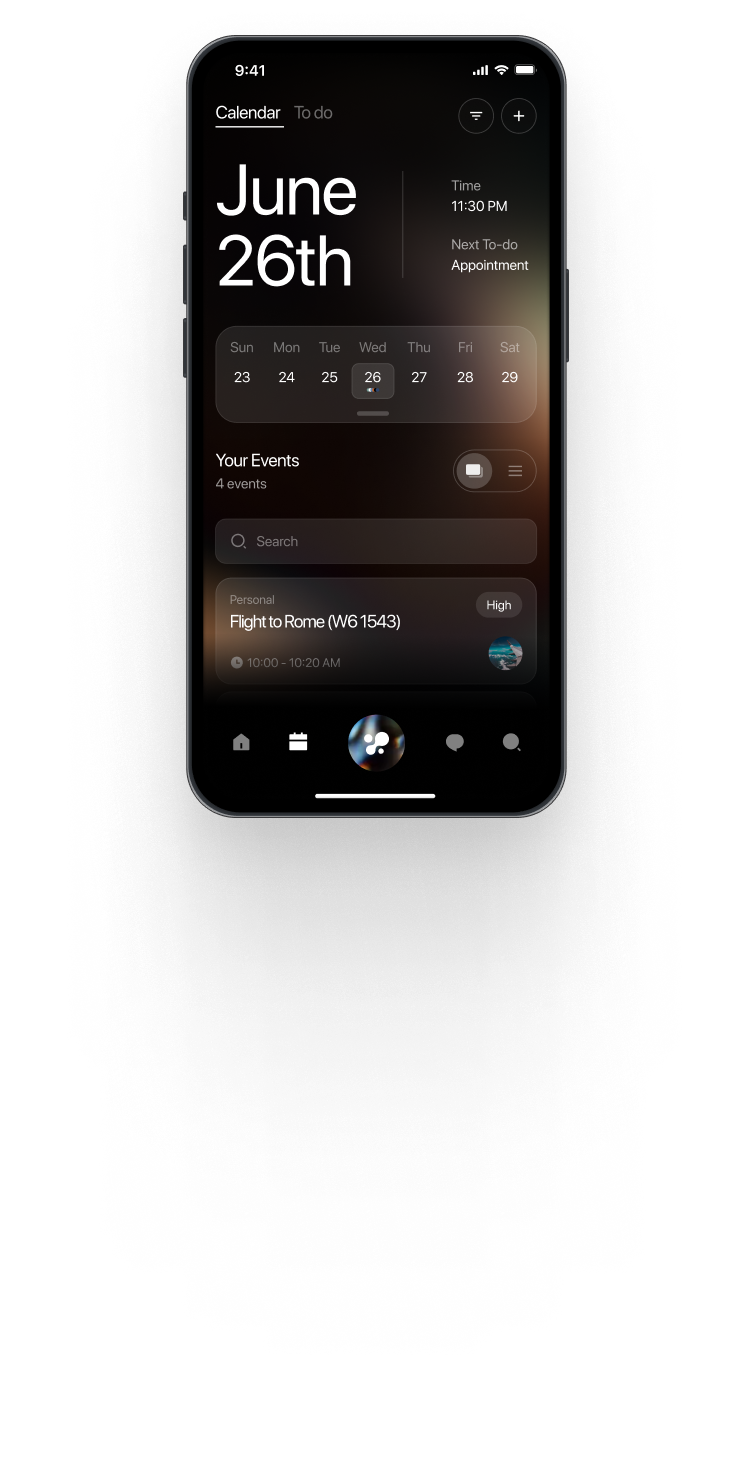 9:41
Calendar To do
June
26th
Time
11:30 PM
Next To-do
Appointment
Sun Mon Tue Wed Thu Fri Sat
23 24 25 26 27 28 29
Your Events
4 events
Search
Personal
High
Flight to Rome (W6 1543)
10:00 - 10:20 AM